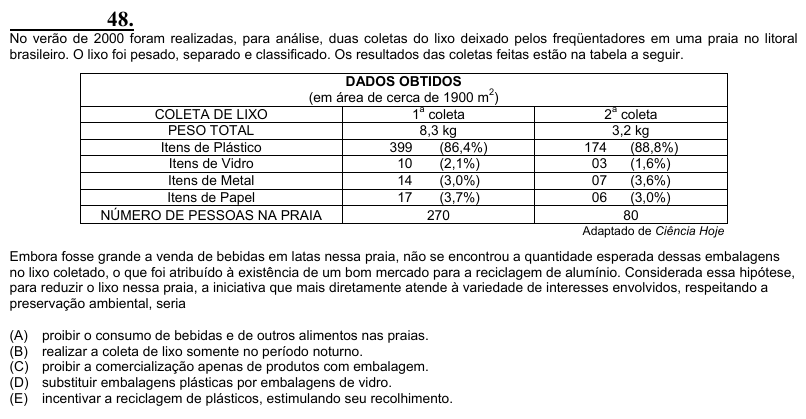 48.
No verão de 2000 foram realizadas, para análise, duas coletas do lixo deixado pelos freqüentadores em uma praia no litoral
brasileiro. O lixo foi pesado, separado e classificado. Os resultados das coletas feitas estão na tabela a seguir.
DADOS OBTIDOS
(em área de cerca de 1900 m²)
COLETA DE LIXO 1ª coleta 2ª coleta
PESO TOTAL 8,3 kg 3,2 kg
Itens de Plástico 399 (86,4%) 174 (88,8%)
Itens de Vidro 10 (2,1%) 03 (1,6%)
Itens de Metal 14 (3,0%) 07 (3,6%)
Itens de Papel 17 (3,7%) 06 (3,0%)
NÚMERO DE PESSOAS NA PRAIA 270 80
Adaptado de Ciência Hoje
Embora fosse grande a venda de bebidas em latas nessa praia, não se encontrou a quantidade esperada dessas embalagens
no lixo coletado, o que foi atribuído à existência de um bom mercado para a reciclagem de alumínio. Considerada essa hipótese,
para reduzir o lixo nessa praia, a iniciativa que mais diretamente atende à variedade de interesses envolvidos, respeitando a
preservação ambiental, seria
(A) proibir o consumo de bebidas e de outros alimentos nas praias.
(B) realizar a coleta de lixo somente no período noturno.
(C) proibir a comercialização apenas de produtos com embalagem.
(D) substituir embalagens plásticas por embalagens de vidro.
(E) incentivar a reciclagem de plásticos, estimulando seu recolhimento.